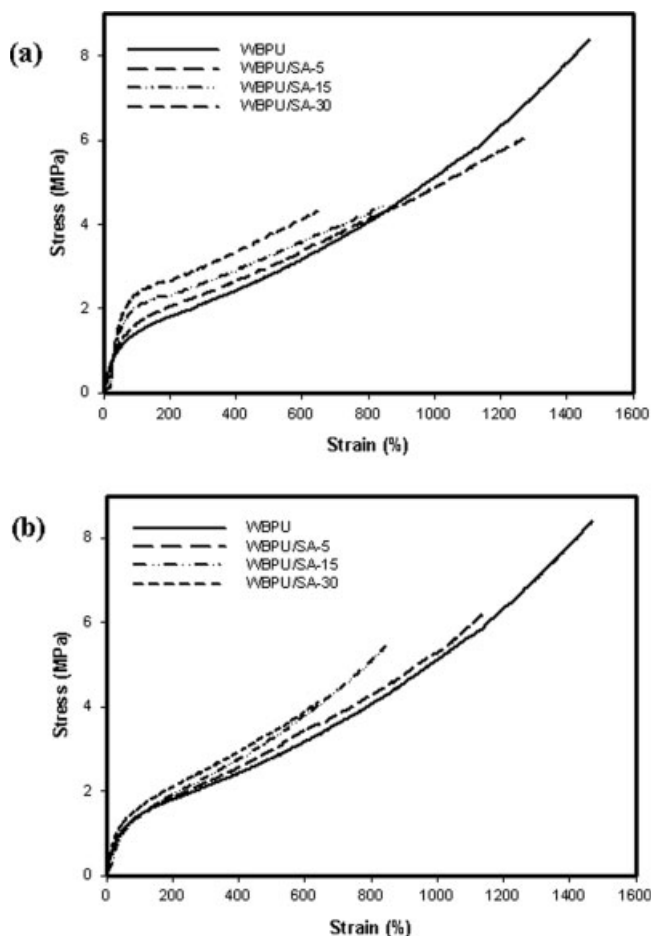 (a)
WBPU
WBPU/SA-5
WBPU/SA-15
WBPU/SA-30
Stress (MPa)
8
6
4
2
0
0 200 400 600 800 1000 1200 1400 1600
Strain (%)
(b)
WBPU
WBPU/SA-5
WBPU/SA-15
WBPU/SA-30
Stress (MPa)
8
6
4
2
0
0 200 400 600 800 1000 1200 1400 1600
Strain (%)